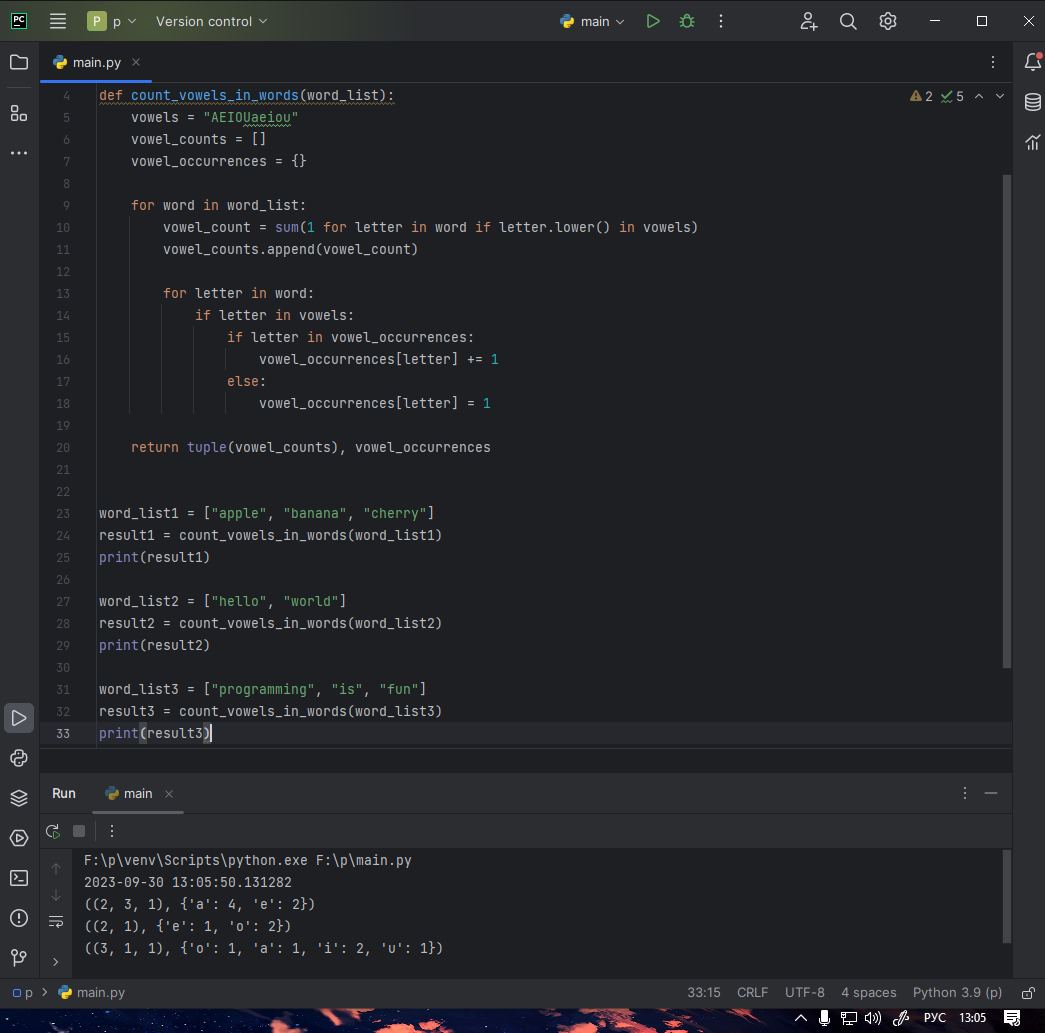 PC P p Version control main
main.py
4 def count_vowels_in_words(word_list): 2 5
5     vowels = "AEIOUaeiou"
6     vowel_counts = []
7     vowel_occurrences = {}
8
9     for word in word_list:
10         vowel_count = sum(1 for letter in word if letter.lower() in vowels)
11         vowel_counts.append(vowel_count)
12
13         for letter in word:
14             if letter in vowels:
15                 if letter in vowel_occurrences:
16                     vowel_occurrences[letter] += 1
17                 else:
18                     vowel_occurrences[letter] = 1
19
20     return tuple(vowel_counts), vowel_occurrences
21
22
23 word_list1 = ["apple", "banana", "cherry"]
24 result1 = count_vowels_in_words(word_list1)
25 print(result1)
26
27 word_list2 = ["hello", "world"]
28 result2 = count_vowels_in_words(word_list2)
29 print(result2)
30
31 word_list3 = ["programming", "is", "fun"]
32 result3 = count_vowels_in_words(word_list3)
33 print(result3)
Run main
F:\p\venv\Scripts\python.exe F:\p\main.py
2023-09-30 13:05:50.131282
((2, 3, 1), {'a': 4, 'e': 2})
((2, 1), {'e': 1, 'o': 2})
((3, 1, 1), {'o': 1, 'a': 1, 'i': 2, 'u': 1})
p main.py 33:15 CRLF UTF-8 4 spaces Python 3.9 (p)
РУС 13:05